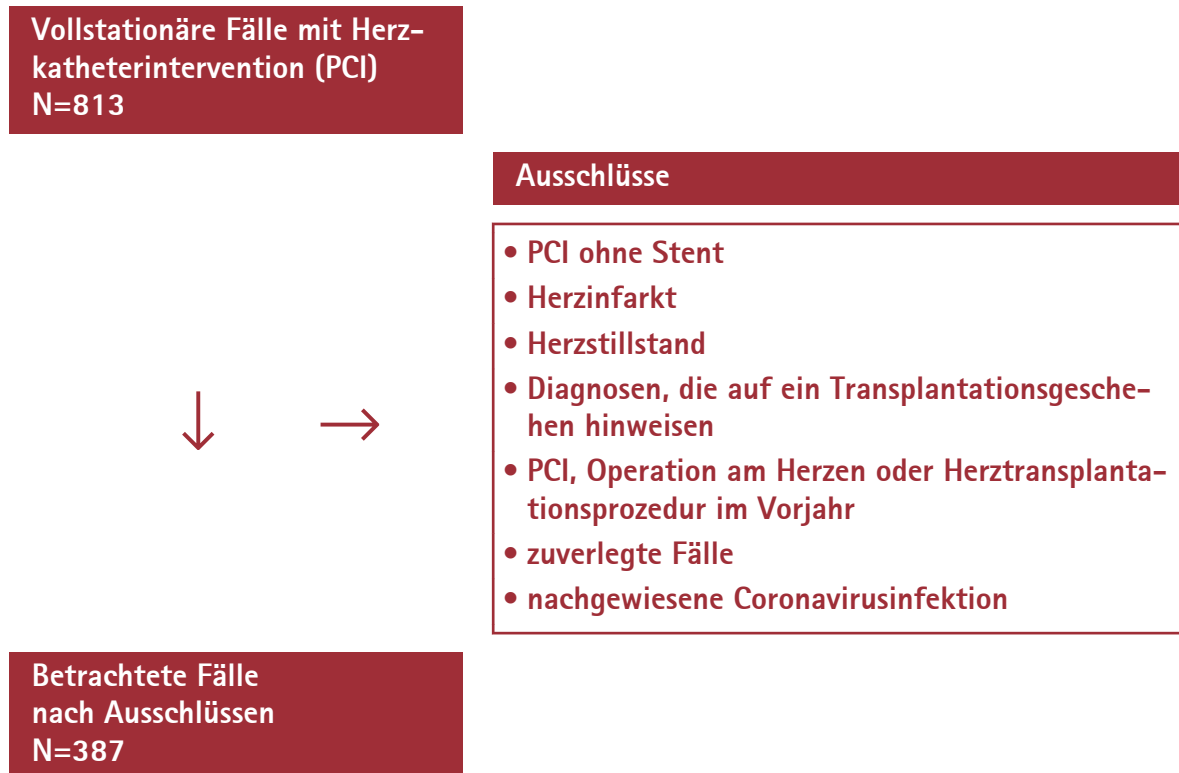 Vollstationäre Fälle mit Herz-
katheterintervention (PCI)
N=813
Ausschlüsse
• PCI ohne Stent
• Herzinfarkt
• Herzstillstand
• Diagnosen, die auf ein Transplantationsgesche-
hen hinweisen
• PCI, Operation am Herzen oder Herztransplanta-
tionsprozedur im Vorjahr
• zuverlegte Fälle
• nachgewiesene Coronavirusinfektion
Betrachtete Fälle
nach Ausschlüssen
N=387